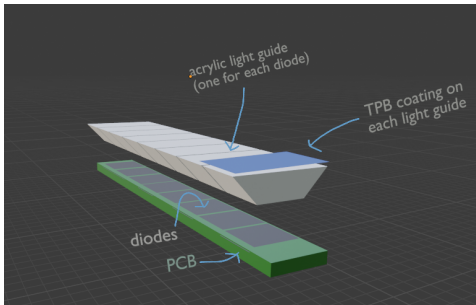 acrylic light guide
(one for each diode)
TPB coating on
each light guide
diodes
PCB